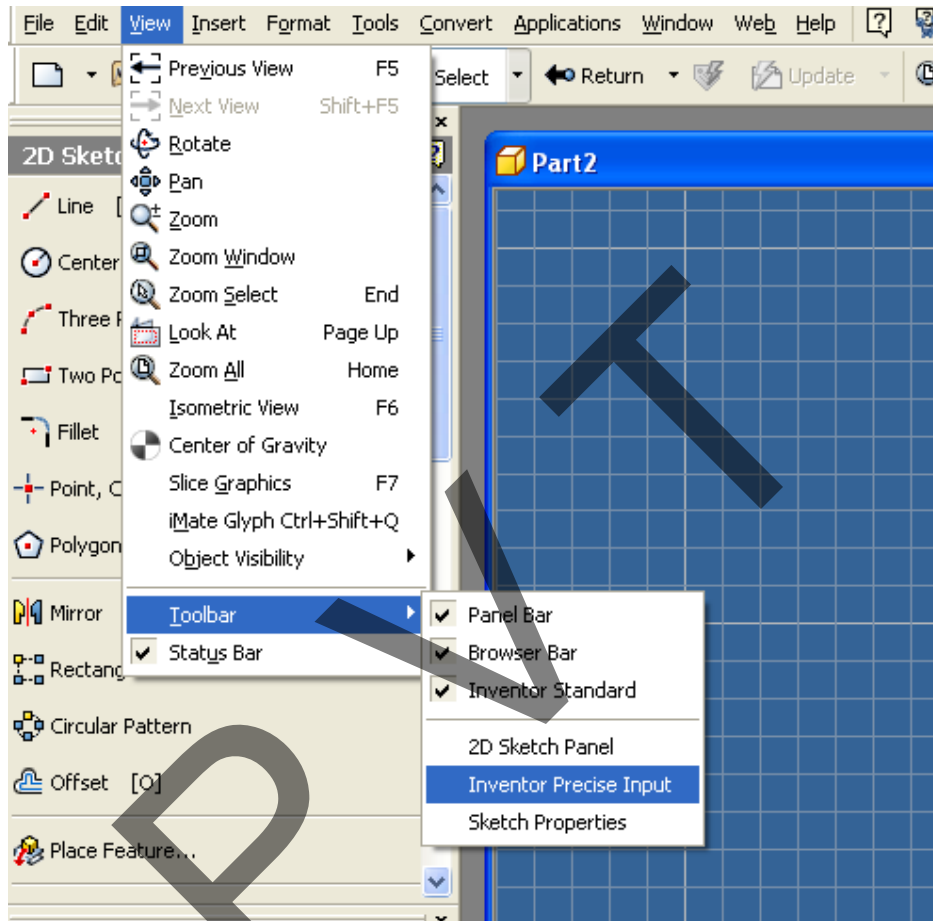 File Edit View Insert Format Tools Convert Applications Window Web Help
Select Return Update
Previous View F5
Next View Shift+F5
Rotate
Pan
Zoom
Zoom Window
Zoom Select End
Look At Page Up
Zoom All Home
Isometric View F6
Center of Gravity
Slice Graphics F7
iMate Glyph Ctrl+Shift+Q
Object Visibility
Toolbar
Status Bar
Panel Bar
Browser Bar
Inventor Standard
2D Sketch Panel
Inventor Precise Input
Sketch Properties
2D Sketc
Line [
Center
Three
Two
Fillet
Point,
Polygon
Mirror
Rectang
Circular Pattern
Offset [O]
Place Feature...
Part2
PVT